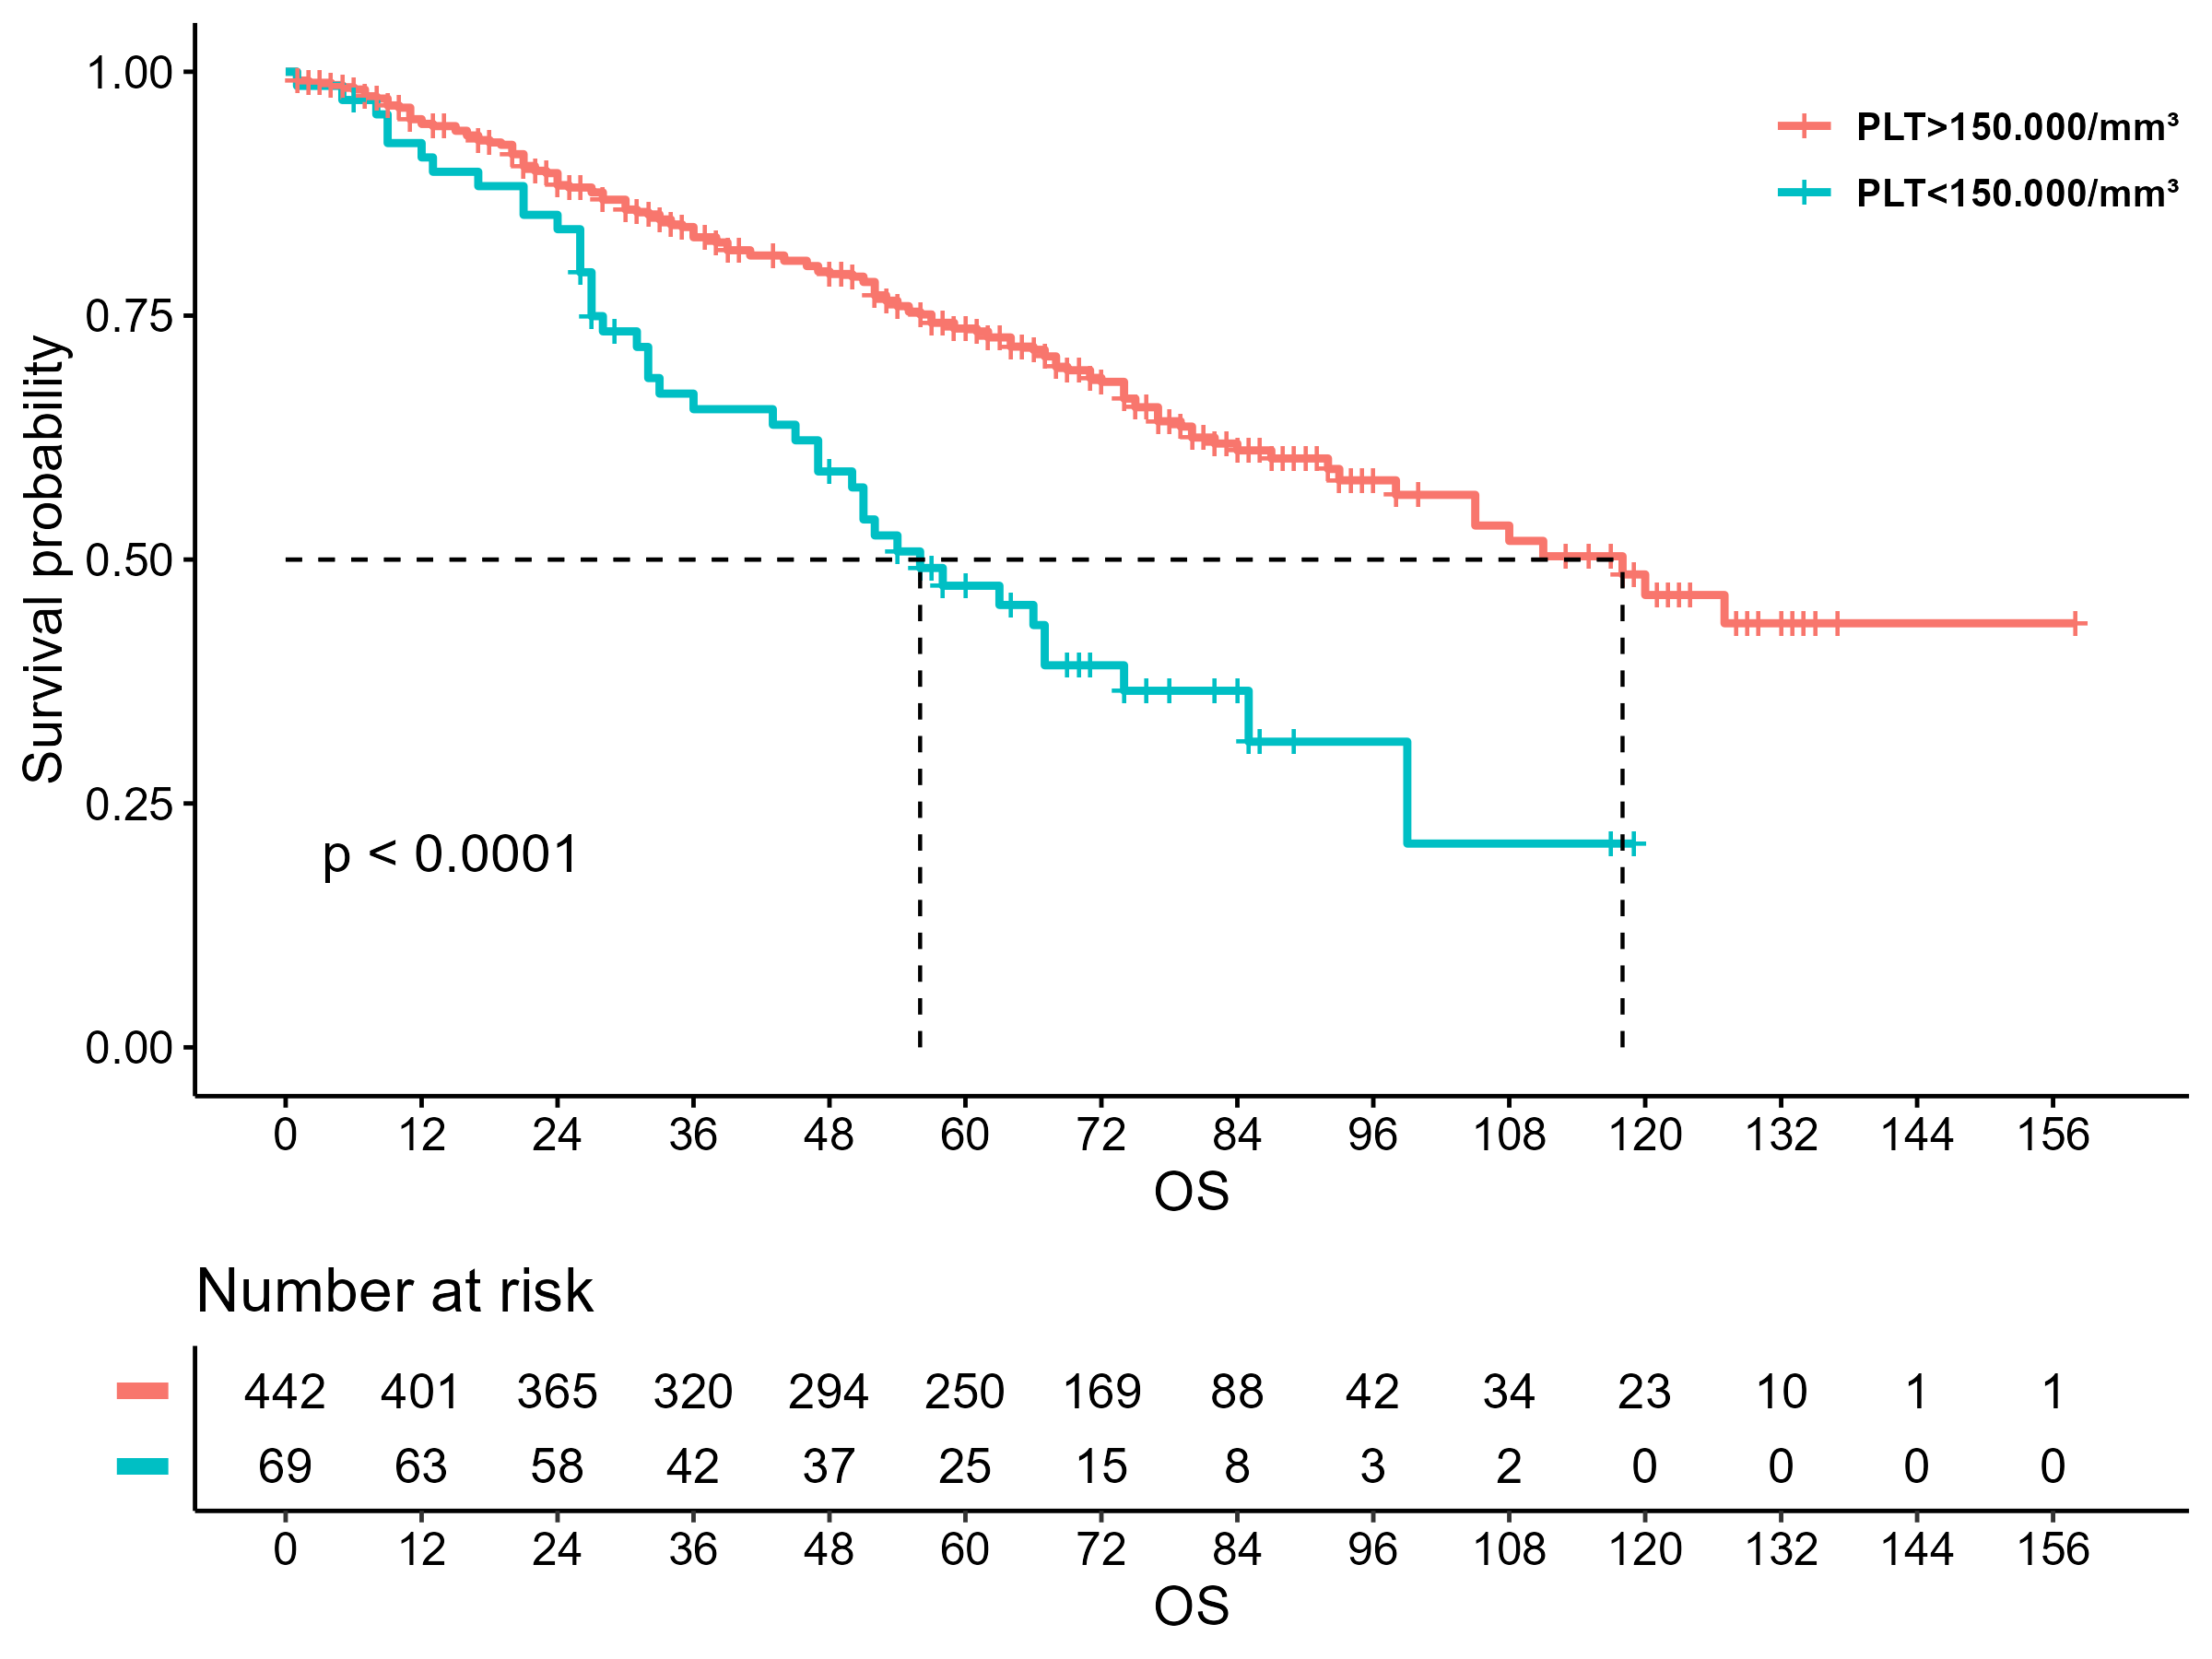 1.00
PLT>150.000/mm³
PLT<150.000/mm³
0.75
Survival probability
0.50
0.25
p < 0.0001
0.00
0 12 24 36 48 60 72 84 96 108 120 132 144 156
OS
Number at risk
442 401 365 320 294 250 169 88 42 34 23 10 1 1
69 63 58 42 37 25 15 8 3 2 0 0 0 0
0 12 24 36 48 60 72 84 96 108 120 132 144 156
OS